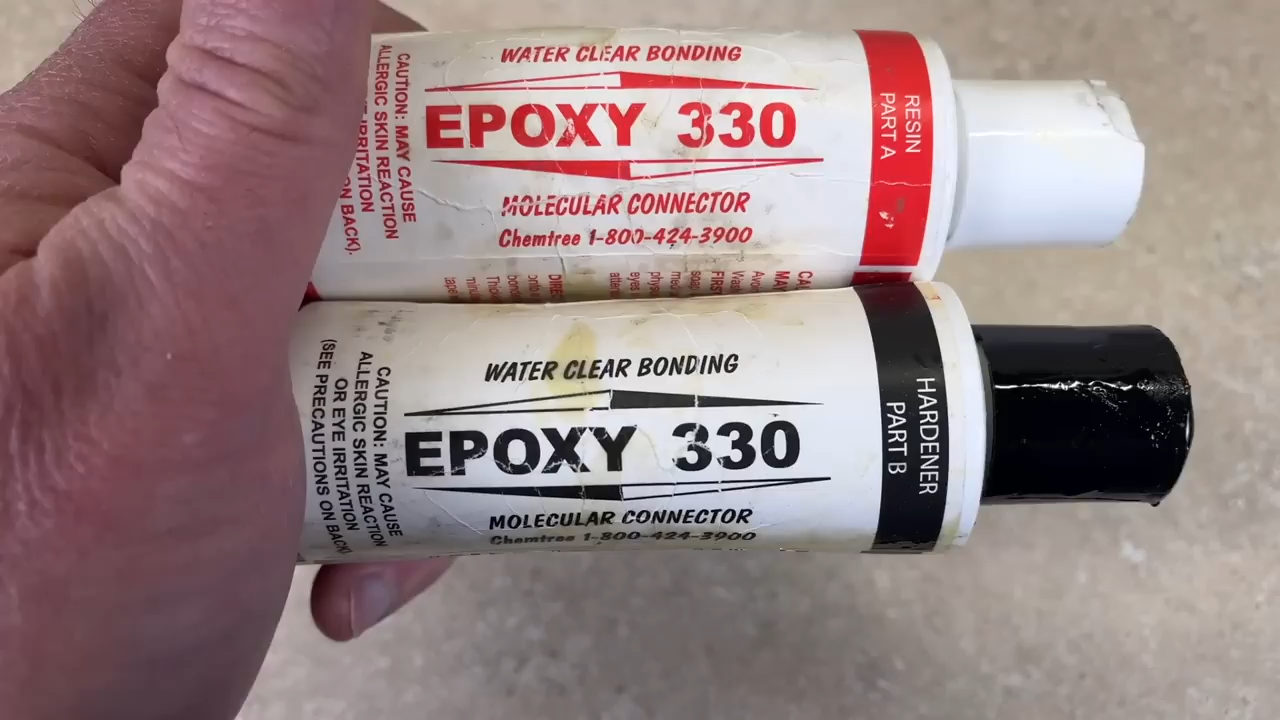 WATER CLEAR BONDING
EPOXY 330
MOLECULAR CONNECTOR
Chemtree 1-800-424-3900
CAUTION: MAY CAUSE
ALLERGIC SKIN REACTION
IRRITATION
BACK).
RESIN
PART A
WATER CLEAR BONDING
EPOXY 330
MOLECULAR CONNECTOR
Chemtree 1-800-424-3900
CAUTION: MAY CAUSE
ALLERGIC SKIN REACTION
OR EYE IRRITATION
(SEE PRECAUTIONS ON BACK)
HARDENER
PART B